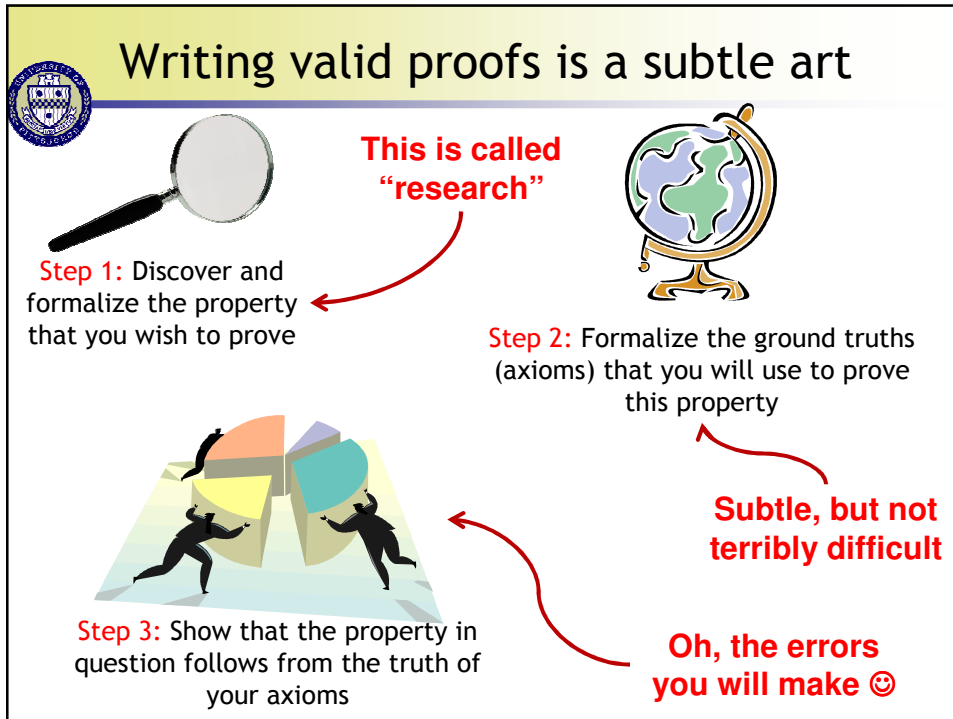 Writing valid proofs is a subtle art
UNIVERSITY OF
PITTSBURGH
This is called
“research”
Step 1: Discover and
formalize the property
that you wish to prove
Step 2: Formalize the ground truths
(axioms) that you will use to prove
this property
Subtle, but not
terribly difficult
Step 3: Show that the property in
question follows from the truth of
your axioms
Oh, the errors
you will make ☺